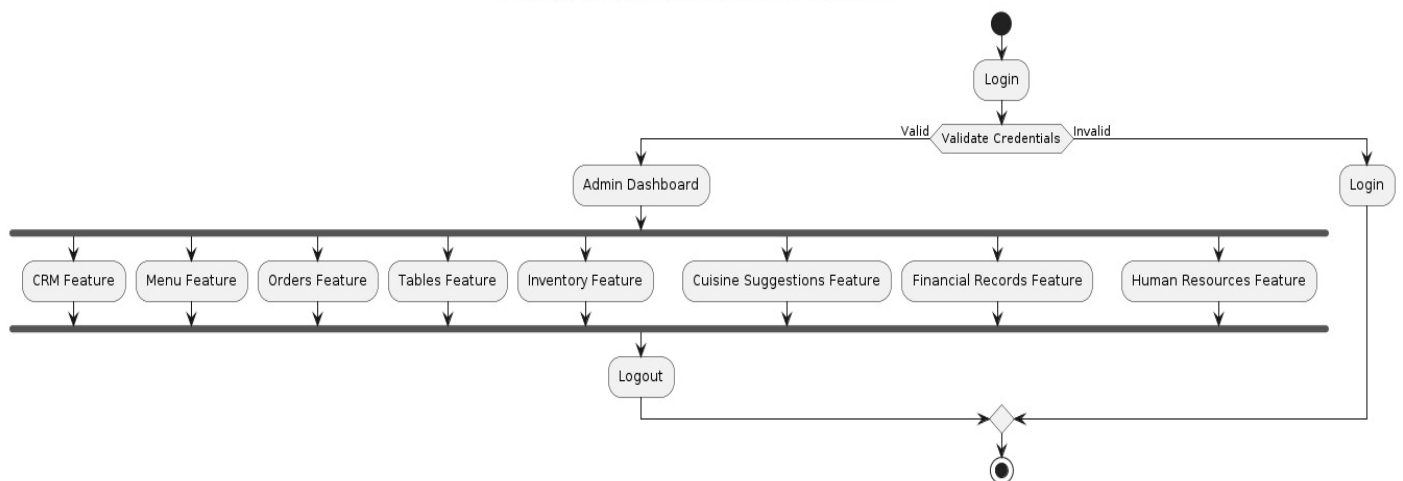 Login
Valid
Validate Credentials
Invalid
Admin Dashboard
Login
CRM Feature
Menu Feature
Orders Feature
Tables Feature
Inventory Feature
Cuisine Suggestions Feature
Financial Records Feature
Human Resources Feature
Logout